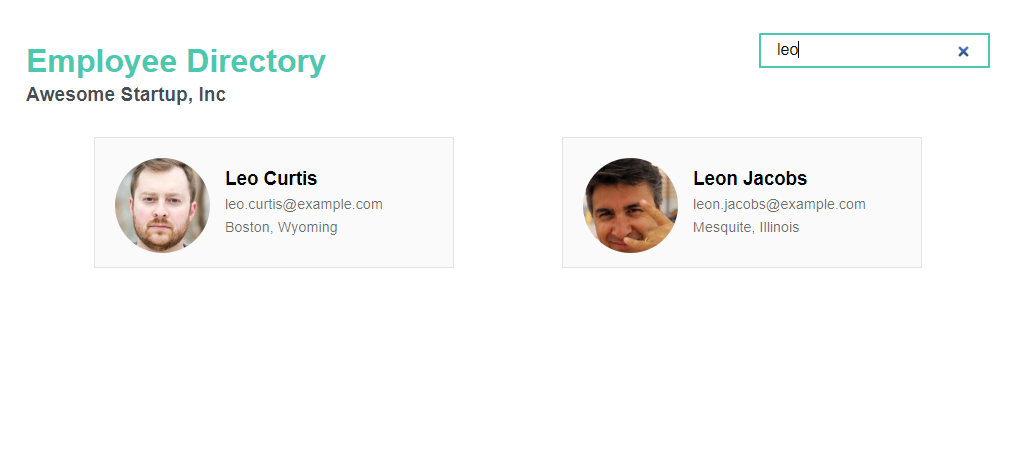 Employee Directory
Awesome Startup, Inc
leo
Leo Curtis
leo.curtis@example.com
Boston, Wyoming
Leon Jacobs
leon.jacobs@example.com
Mesquite, Illinois